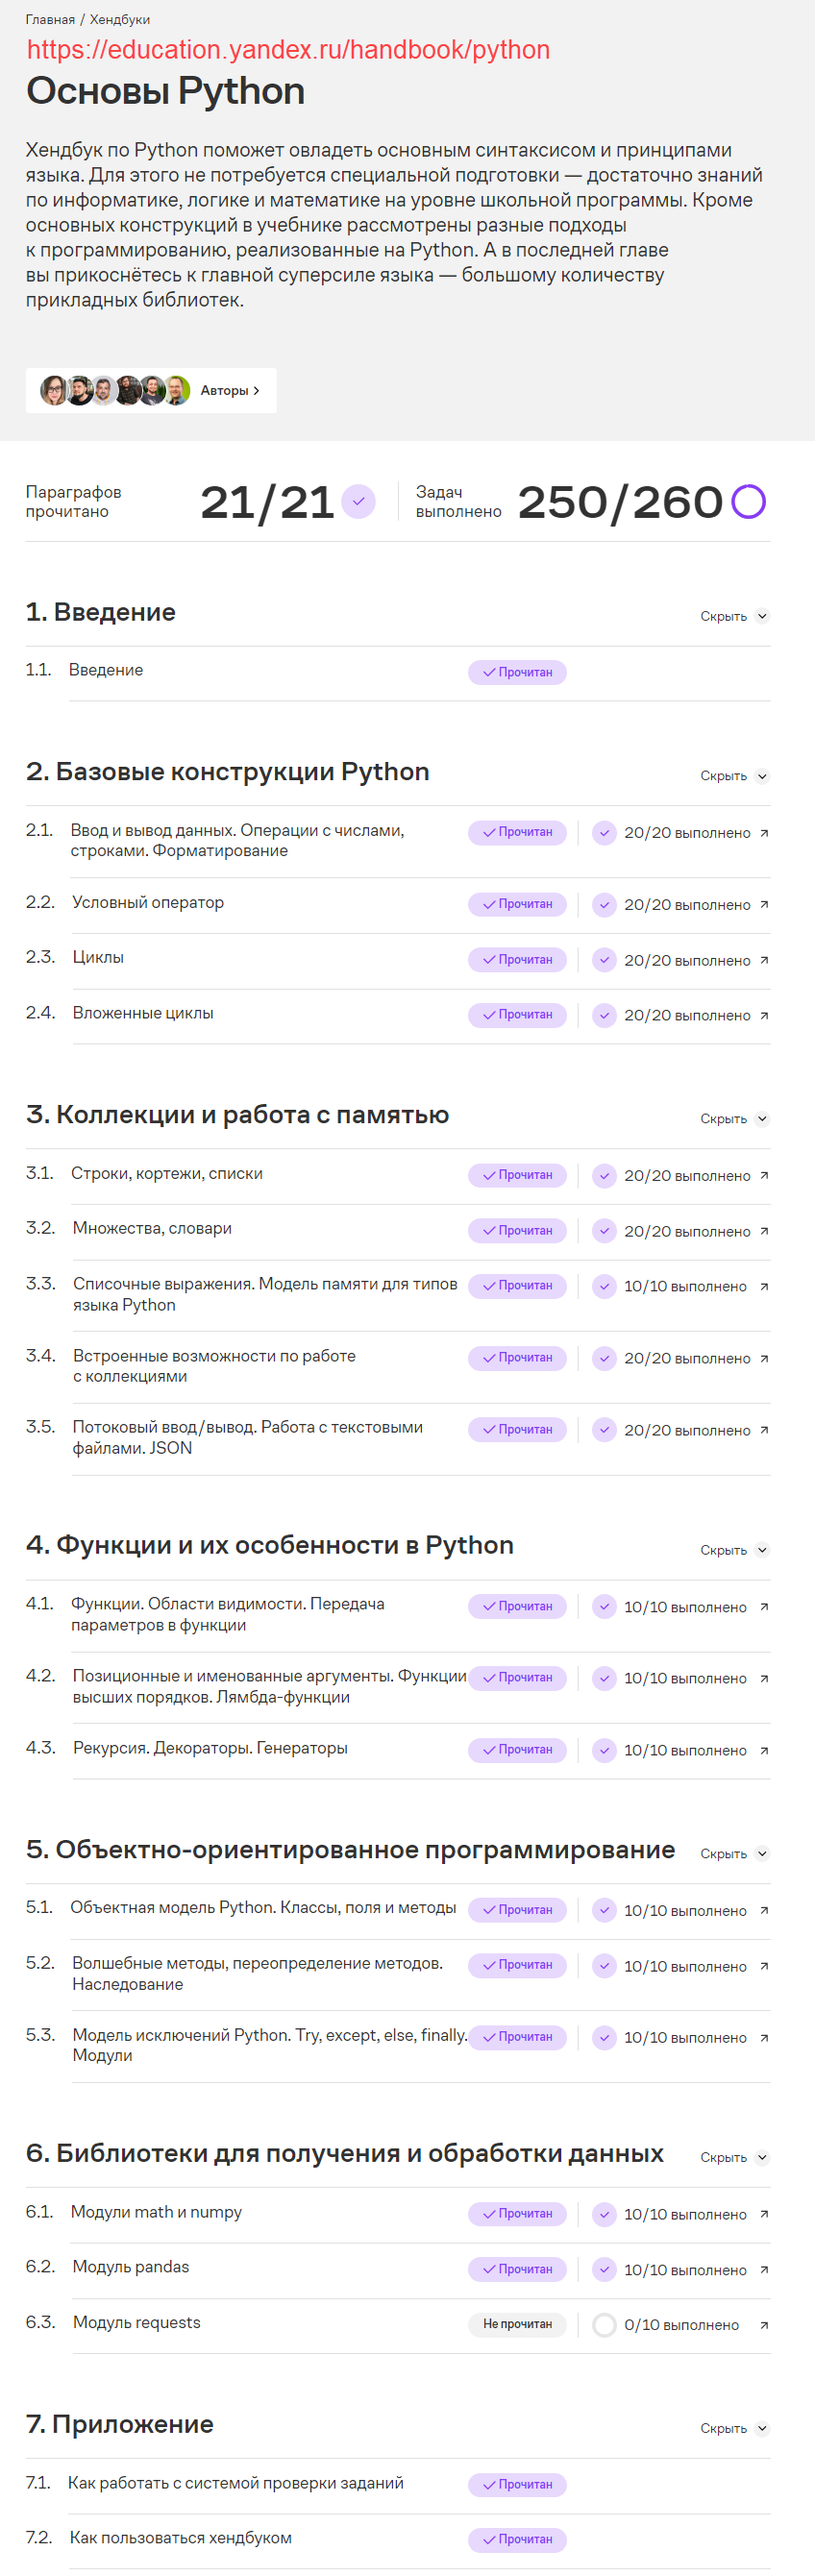 Главная / Хендбуки
https://education.yandex.ru/handbook/python
Основы Python
Хендбук по Python поможет овладеть основным синтаксисом и принципами
языка. Для этого не потребуется специальной подготовки — достаточно знаний
по информатике, логике и математике на уровне школьной программы. Кроме
основных конструкций в учебнике рассмотрены разные подходы
к программированию, реализованные на Python. А в последней главе
вы прикоснётесь к главной суперсиле языка — большому количеству
прикладных библиотек.
Авторы
Параграфов
прочитано
21/21
Задач
выполнено
250/260
1. Введение
Скрыть
1.1. Введение
Прочитан
2. Базовые конструкции Python
Скрыть
2.1. Ввод и вывод данных. Операции с числами,
строками. Форматирование
Прочитан
20/20 выполнено
2.2. Условный оператор
Прочитан
20/20 выполнено
2.3. Циклы
Прочитан
20/20 выполнено
2.4. Вложенные циклы
Прочитан
20/20 выполнено
3. Коллекции и работа с памятью
Скрыть
3.1. Строки, кортежи, списки
Прочитан
20/20 выполнено
3.2. Множества, словари
Прочитан
20/20 выполнено
3.3. Списочные выражения. Модель памяти для типов
языка Python
Прочитан
10/10 выполнено
3.4. Встроенные возможности по работе
с коллекциями
Прочитан
20/20 выполнено
3.5. Потоковый ввод/вывод. Работа с текстовыми
файлами. JSON
Прочитан
20/20 выполнено
4. Функции и их особенности в Python
Скрыть
4.1. Функции. Области видимости. Передача
параметров в функции
Прочитан
10/10 выполнено
4.2. Позиционные и именованные аргументы. Функции
высших порядков. Лямбда-функции
Прочитан
10/10 выполнено
4.3. Рекурсия. Декораторы. Генераторы
Прочитан
10/10 выполнено
5. Объектно-ориентированное программирование
Скрыть
5.1. Объектная модель Python. Классы, поля и методы
Прочитан
10/10 выполнено
5.2. Волшебные методы, переопределение методов.
Наследование
Прочитан
10/10 выполнено
5.3. Модель исключений Python. Try, except, else, finally.
Модули
Прочитан
10/10 выполнено
6. Библиотеки для получения и обработки данных
Скрыть
6.1. Модули math и numpy
Прочитан
10/10 выполнено
6.2. Модуль pandas
Прочитан
10/10 выполнено
6.3. Модуль requests
Не прочитан
0/10 выполнено
7. Приложение
Скрыть
7.1. Как работать с системой проверки заданий
Прочитан
7.2. Как пользоваться хендбуком
Прочитан